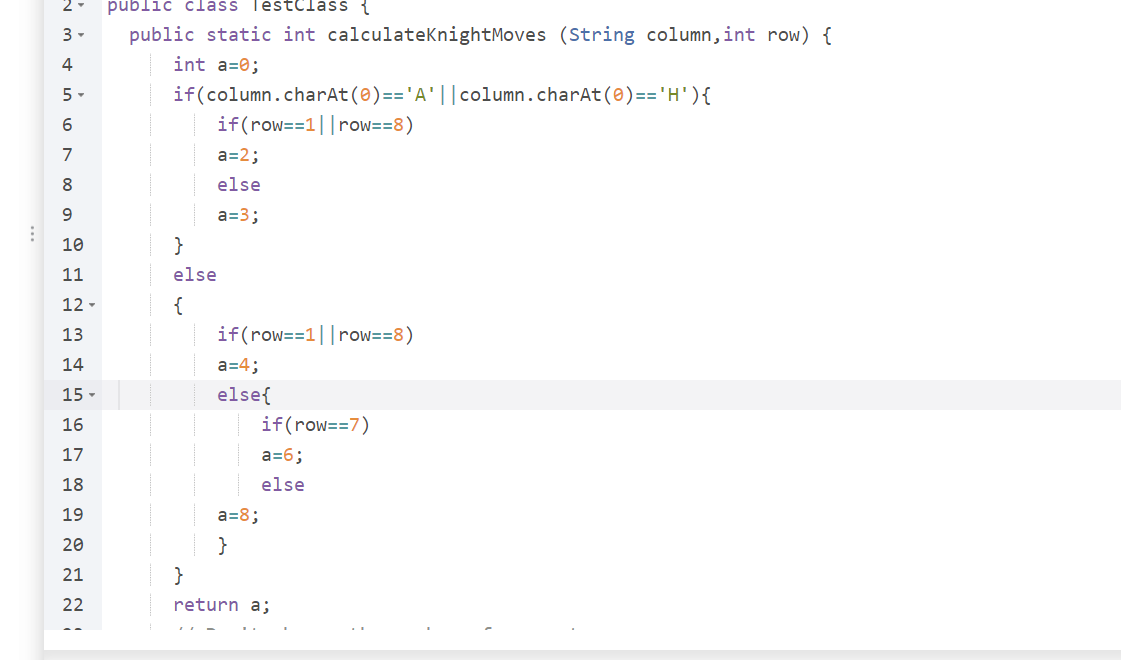 2 public class TestClass {
3 public static int calculateKnightMoves (String column,int row) {
4 int a=0;
5 if(column.charAt(0)=='A'||column.charAt(0)=='H'){
6 if(row==1||row==8)
7 a=2;
8 else
9 a=3;
10 }
11 else
12 {
13 if(row==1||row==8)
14 a=4;
15 else{
16 if(row==7)
17 a=6;
18 else
19 a=8;
20 }
21 }
22 return a;